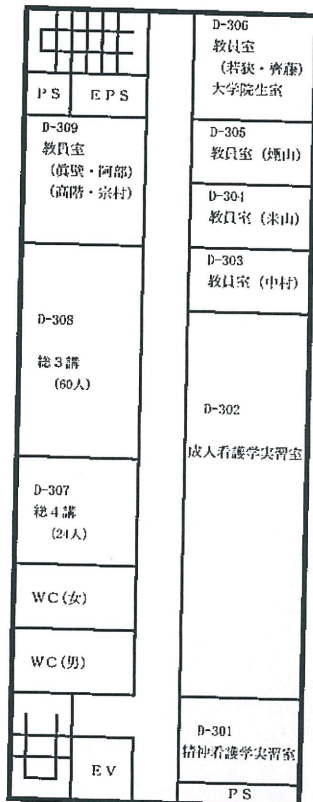 PS
EPS
D-309
教員室
(眞壁・阿部)
(高階・宗村)
D-308
総3講
(60人)
D-307
総4講
(24人)
WC(女)
WC(男)
EV
D-306
教員室
(若狭・齊藤)
大学院生室
D-305
教員室(煙山)
D-304
教員室(米山)
D-303
教員室(中村)
D-302
成人看護学実習室
D-301
精神看護学実習室
PS